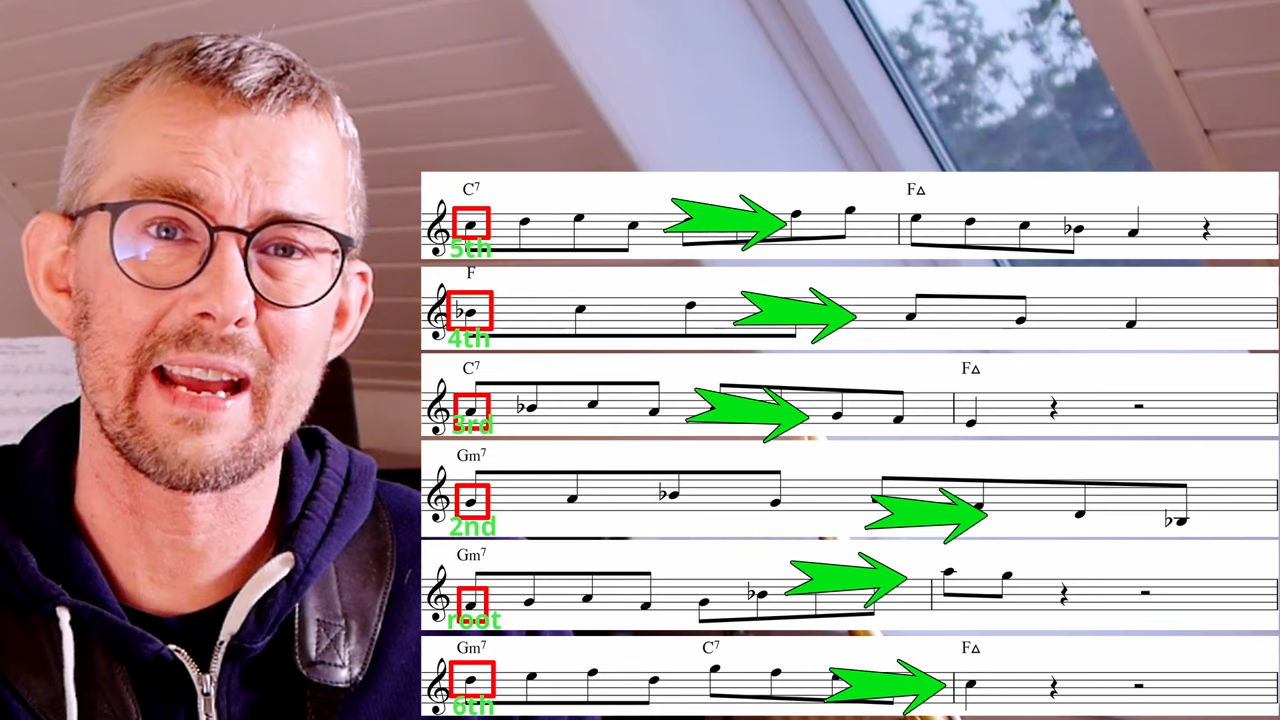 C7 F△
5th
F
4th
C7 F△
3rd
Gm7
2nd
Gm7
root
Gm7 C7 F△
6th